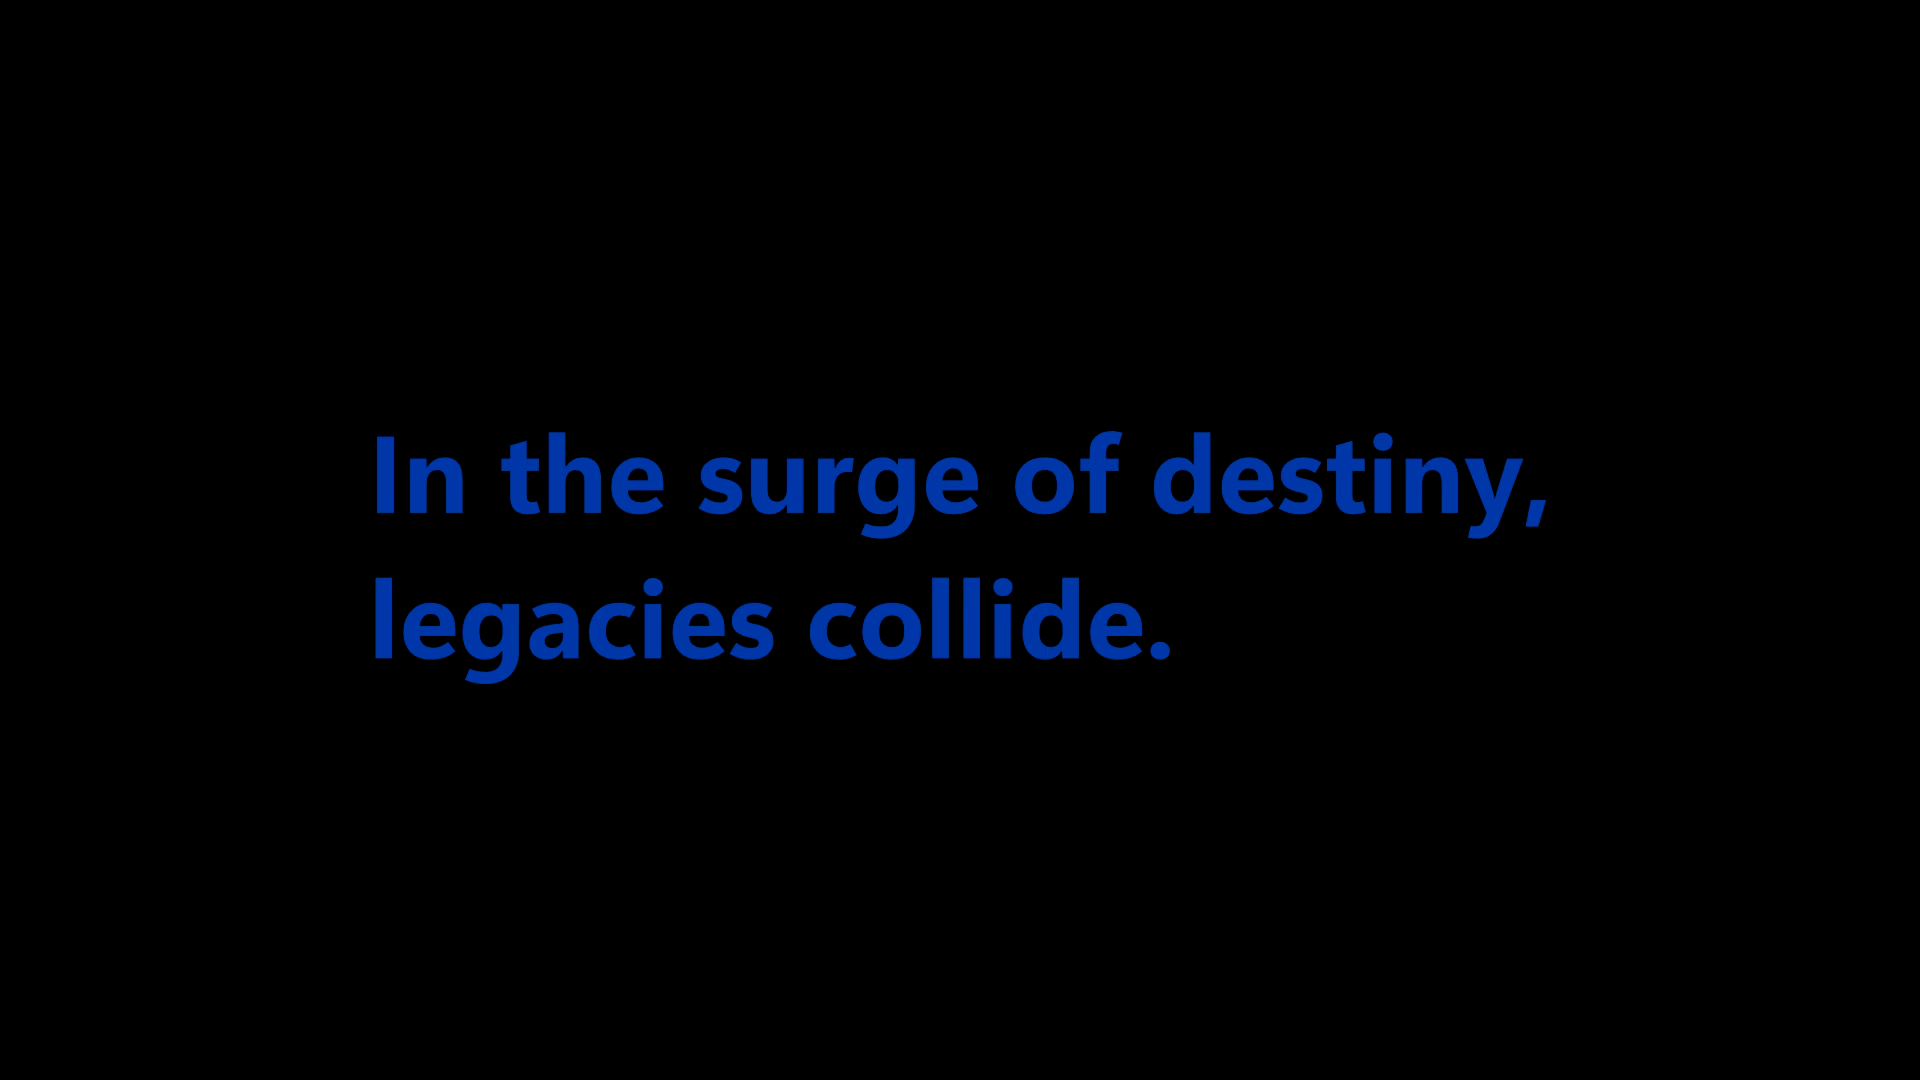 In the surge of destiny,
legacies collide.